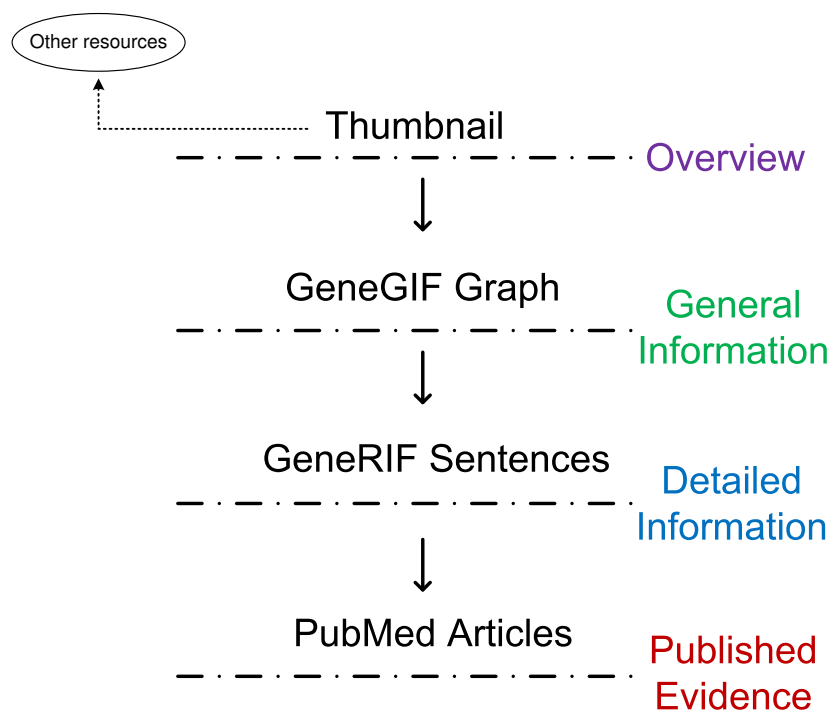 Other resources
Thumbnail
Overview
GeneGIF Graph
General
Information
GeneRIF Sentences
Detailed
Information
PubMed Articles
Published
Evidence